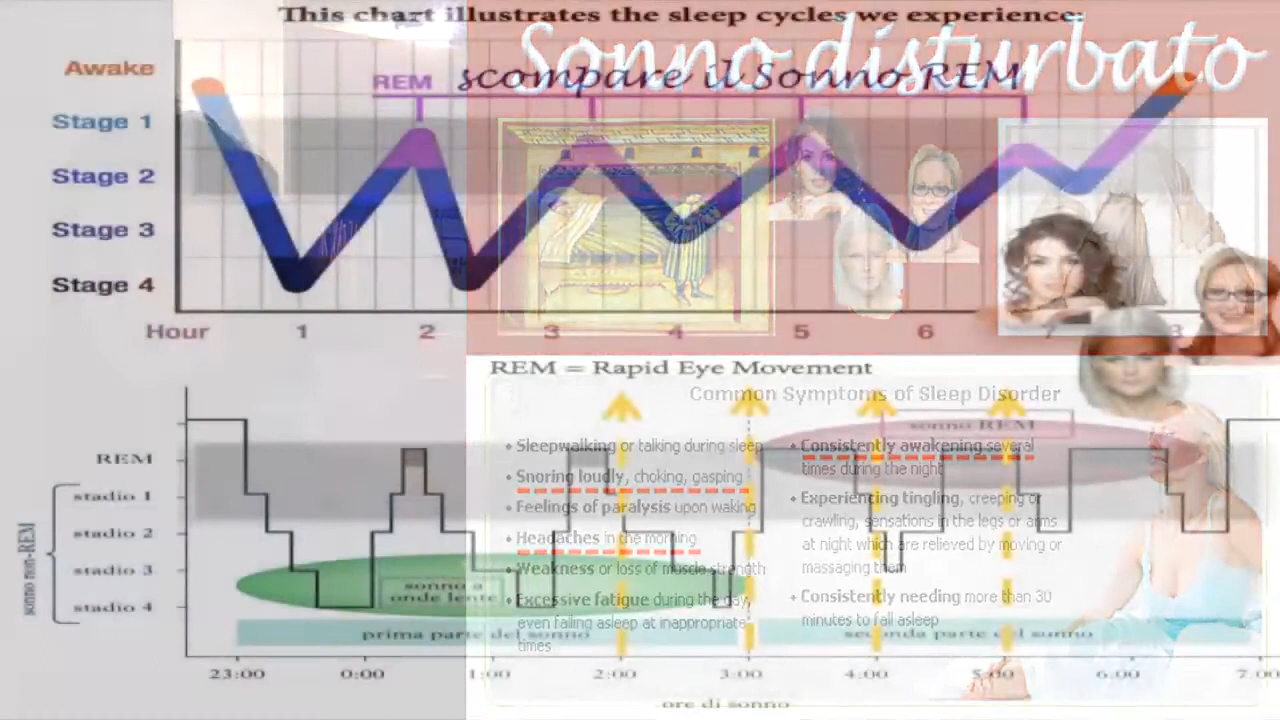 This chart illustrates the sleep cycles we experience:
Sonno disturbato
scompare il Sonno REM
REM
Awake
Stage 1
Stage 2
Stage 3
Stage 4
Hour 1 2 3 4 5 6 7 8
REM = Rapid Eye Movement
Common Symptoms of Sleep Disorder
• Sleepwalking or talking during sleep
• Snoring loudly, choking, gasping
• Feelings of paralysis upon waking
• Headaches in the morning
• Weakness or loss of muscle strength
• Excessive fatigue during the day,
even falling asleep at inappropriate
times
• Consistently awakening several
times during the night
• Experiencing tingling, creeping or
crawling, sensations in the legs or arms
at night which are relieved by moving or
massaging them
• Consistently needing more than 30
minutes to fall asleep
sonno REM
REM
stadio 1
stadio 2
stadio 3
stadio 4
sonno non-REM
sonno a
onde lente
prima parte del sonno
seconda parte del sonno
23:00 0:00 1:00 2:00 3:00 4:00 5:00 6:00 7:00
ore di sonno